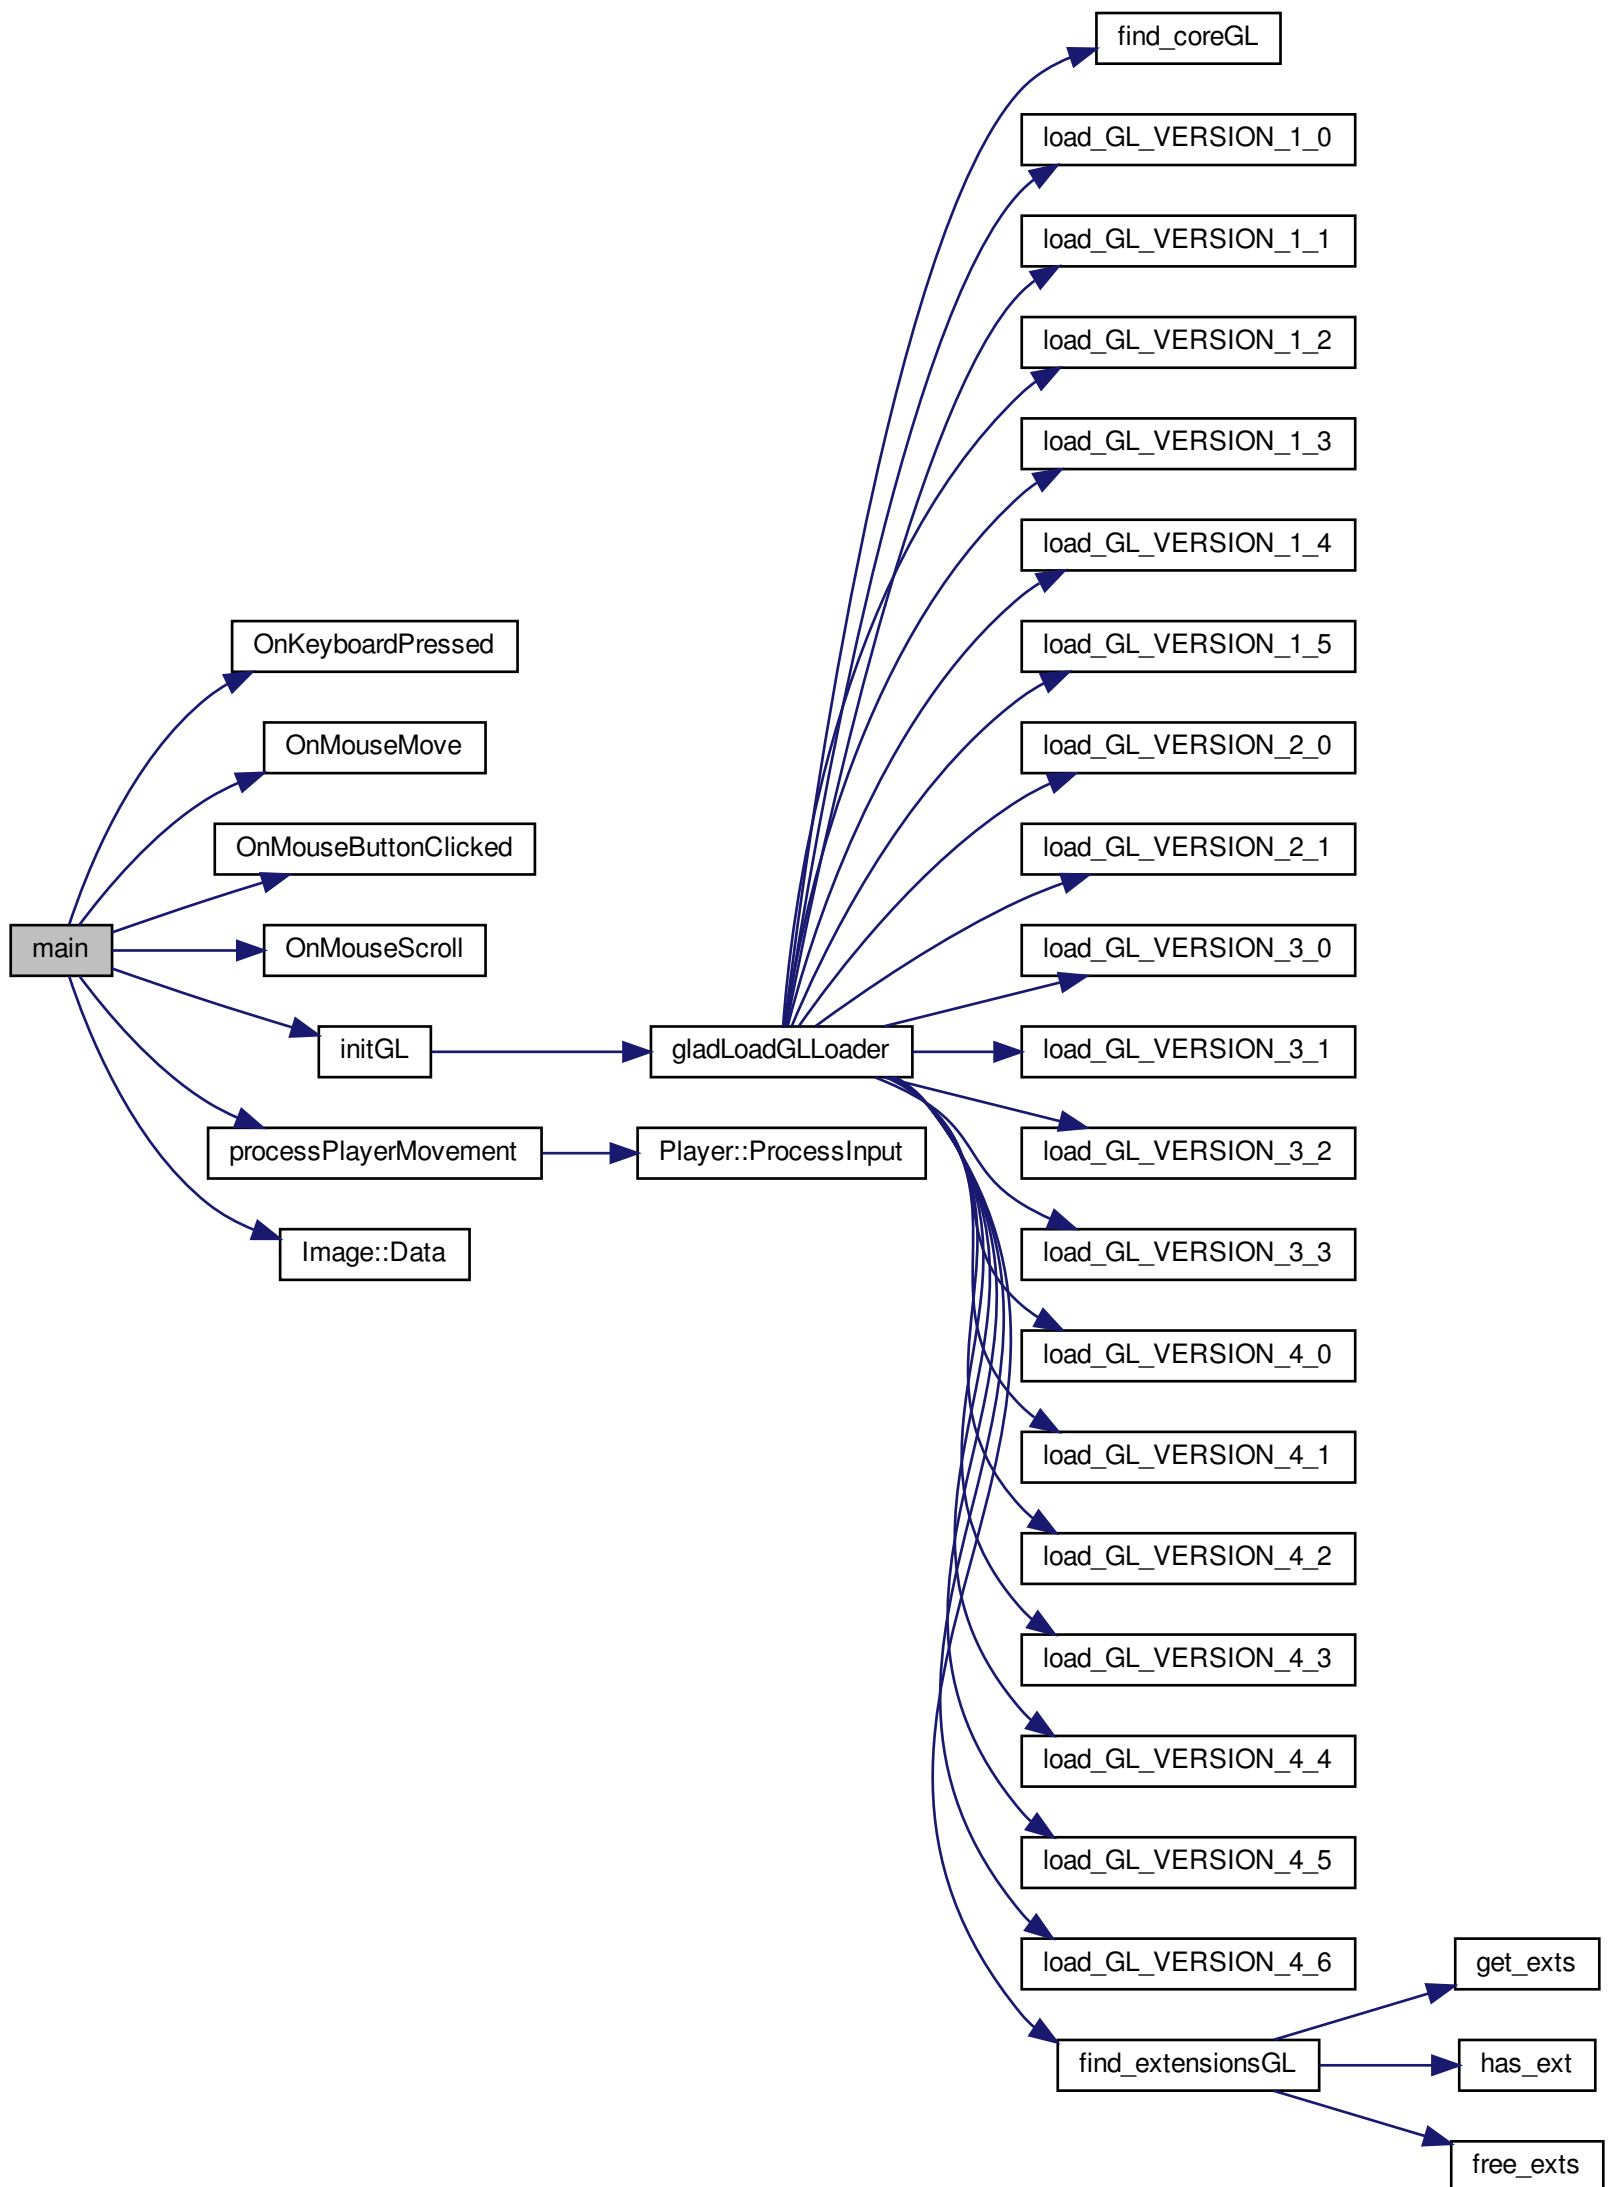 find_coreGL
load_GL_VERSION_1_0
load_GL_VERSION_1_1
load_GL_VERSION_1_2
load_GL_VERSION_1_3
load_GL_VERSION_1_4
OnKeyboardPressed
load_GL_VERSION_1_5
OnMouseMove
load_GL_VERSION_2_0
OnMouseButtonClicked
load_GL_VERSION_2_1
main
OnMouseScroll
load_GL_VERSION_3_0
initGL
gladLoadGLLoader
load_GL_VERSION_3_1
processPlayerMovement
Player::ProcessInput
load_GL_VERSION_3_2
Image::Data
load_GL_VERSION_3_3
load_GL_VERSION_4_0
load_GL_VERSION_4_1
load_GL_VERSION_4_2
load_GL_VERSION_4_3
load_GL_VERSION_4_4
load_GL_VERSION_4_5
load_GL_VERSION_4_6
get_exts
find_extensionsGL
has_ext
free_exts